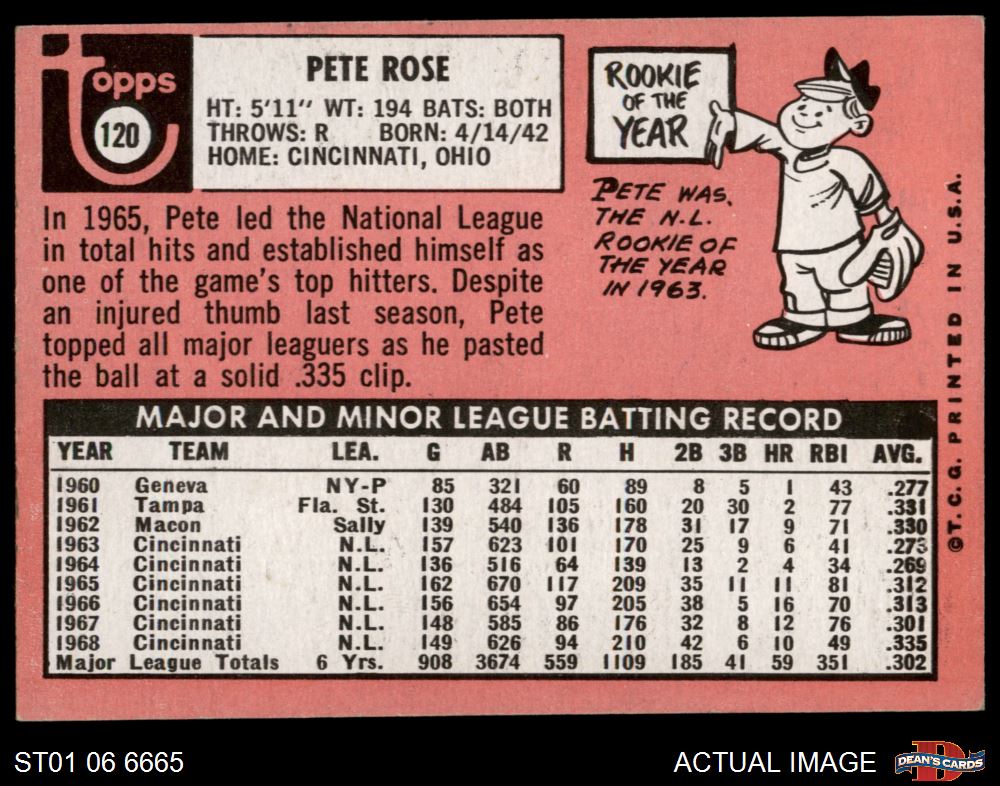 Topps
120
PETE ROSE
HT: 5'11" WT: 194 BATS: BOTH
THROWS: R BORN: 4/14/42
HOME: CINCINNATI, OHIO
ROOKIE
OF THE
YEAR
PETE WAS,
THE N.L.
ROOKIE OF
THE YEAR
IN 1963.
In 1965, Pete led the National League
in total hits and established himself as
one of the game's top hitters. Despite
an injured thumb last season, Pete
topped all major leaguers as he pasted
the ball at a solid .335 clip.
MAJOR AND MINOR LEAGUE BATTING RECORD
YEAR TEAM LEA. G AB R H 2B 3B HR RBI AVG.
1960 Geneva NY-P 85 321 60 89 8 5 1 43 .277
1961 Tampa Fla. St. 130 484 105 160 20 30 2 77 .331
1962 Macon Sally 139 540 136 178 31 17 9 71 .330
1963 Cincinnati N.L. 157 623 101 170 25 9 6 41 .273
1964 Cincinnati N.L. 136 516 64 139 13 2 4 34 .269
1965 Cincinnati N.L. 162 670 117 209 35 11 11 81 .312
1966 Cincinnati N.L. 156 654 97 205 38 5 16 70 .313
1967 Cincinnati N.L. 148 585 86 176 32 8 12 76 .301
1968 Cincinnati N.L. 149 626 94 210 42 6 10 49 .335
Major League Totals 6 Yrs. 908 3674 559 1109 185 41 59 351 .302
©T.C.G. PRINTED IN U.S.A.
ST01 06 6665
ACTUAL IMAGE
DEAN'S CARDS